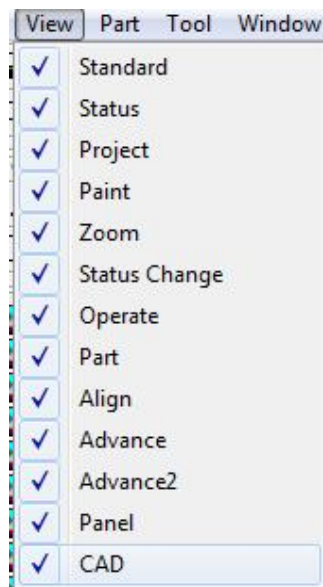 View Part Tool Window
Standard
Status
Project
Paint
Zoom
Status Change
Operate
Part
Align
Advance
Advance2
Panel
CAD